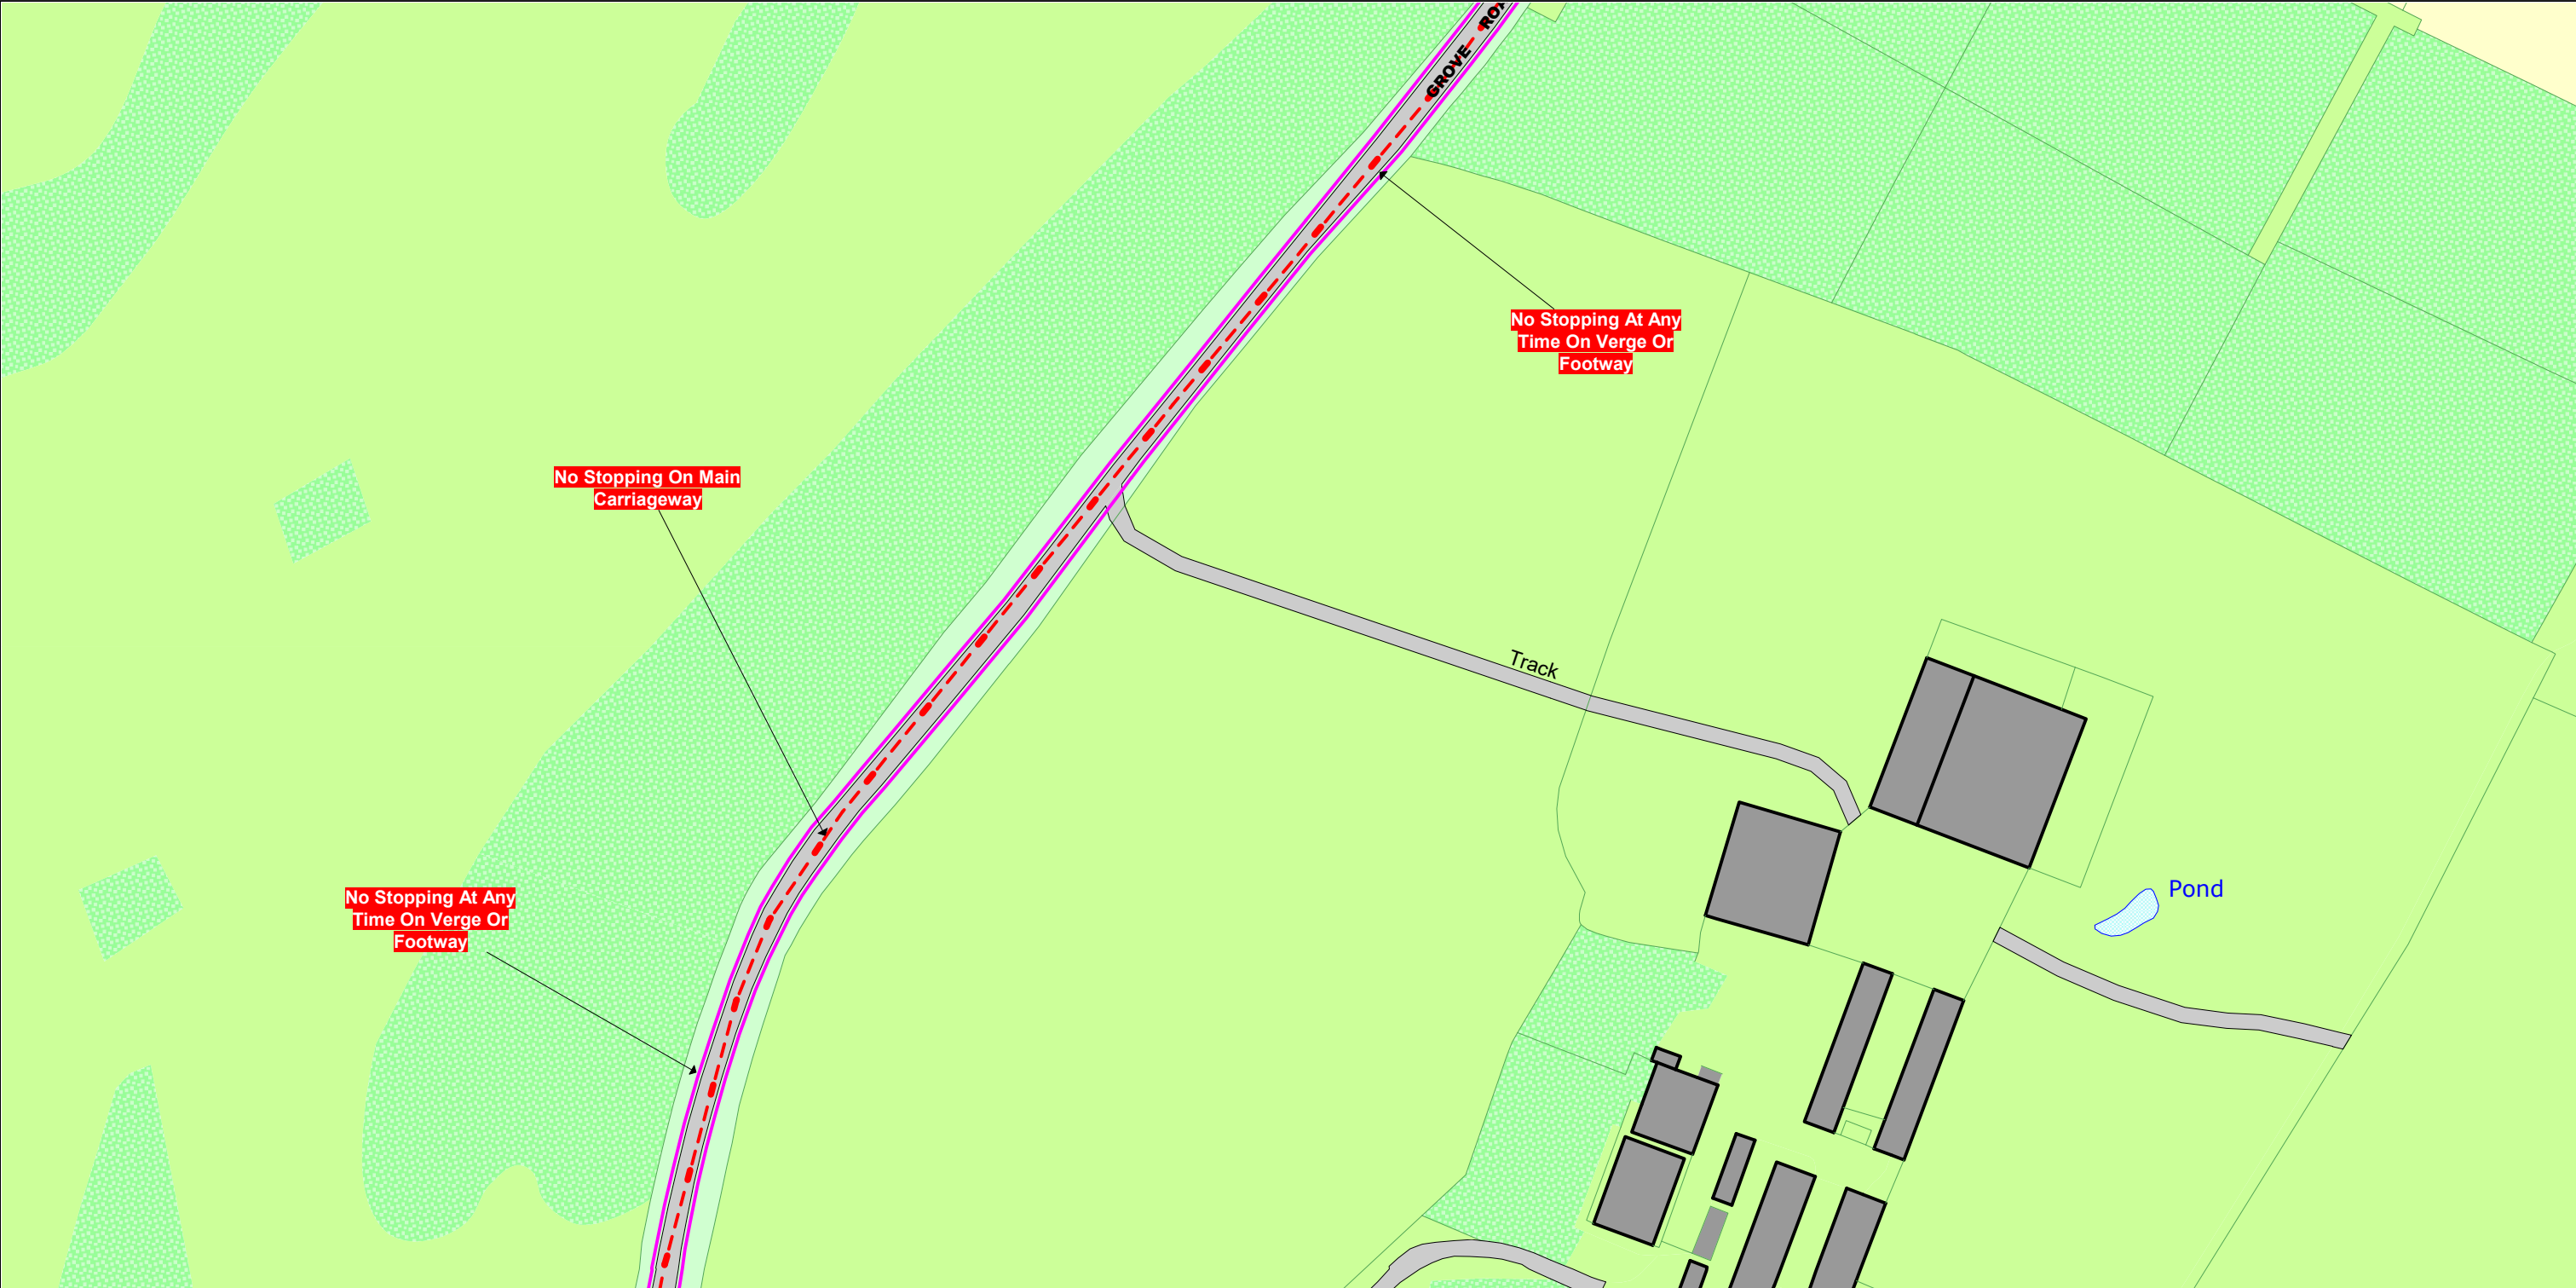 GROVE
No Stopping At Any
Time On Verge Or
Footway
No Stopping On Main
Carriageway
Track
No Stopping At Any
Time On Verge Or
Footway
Pond